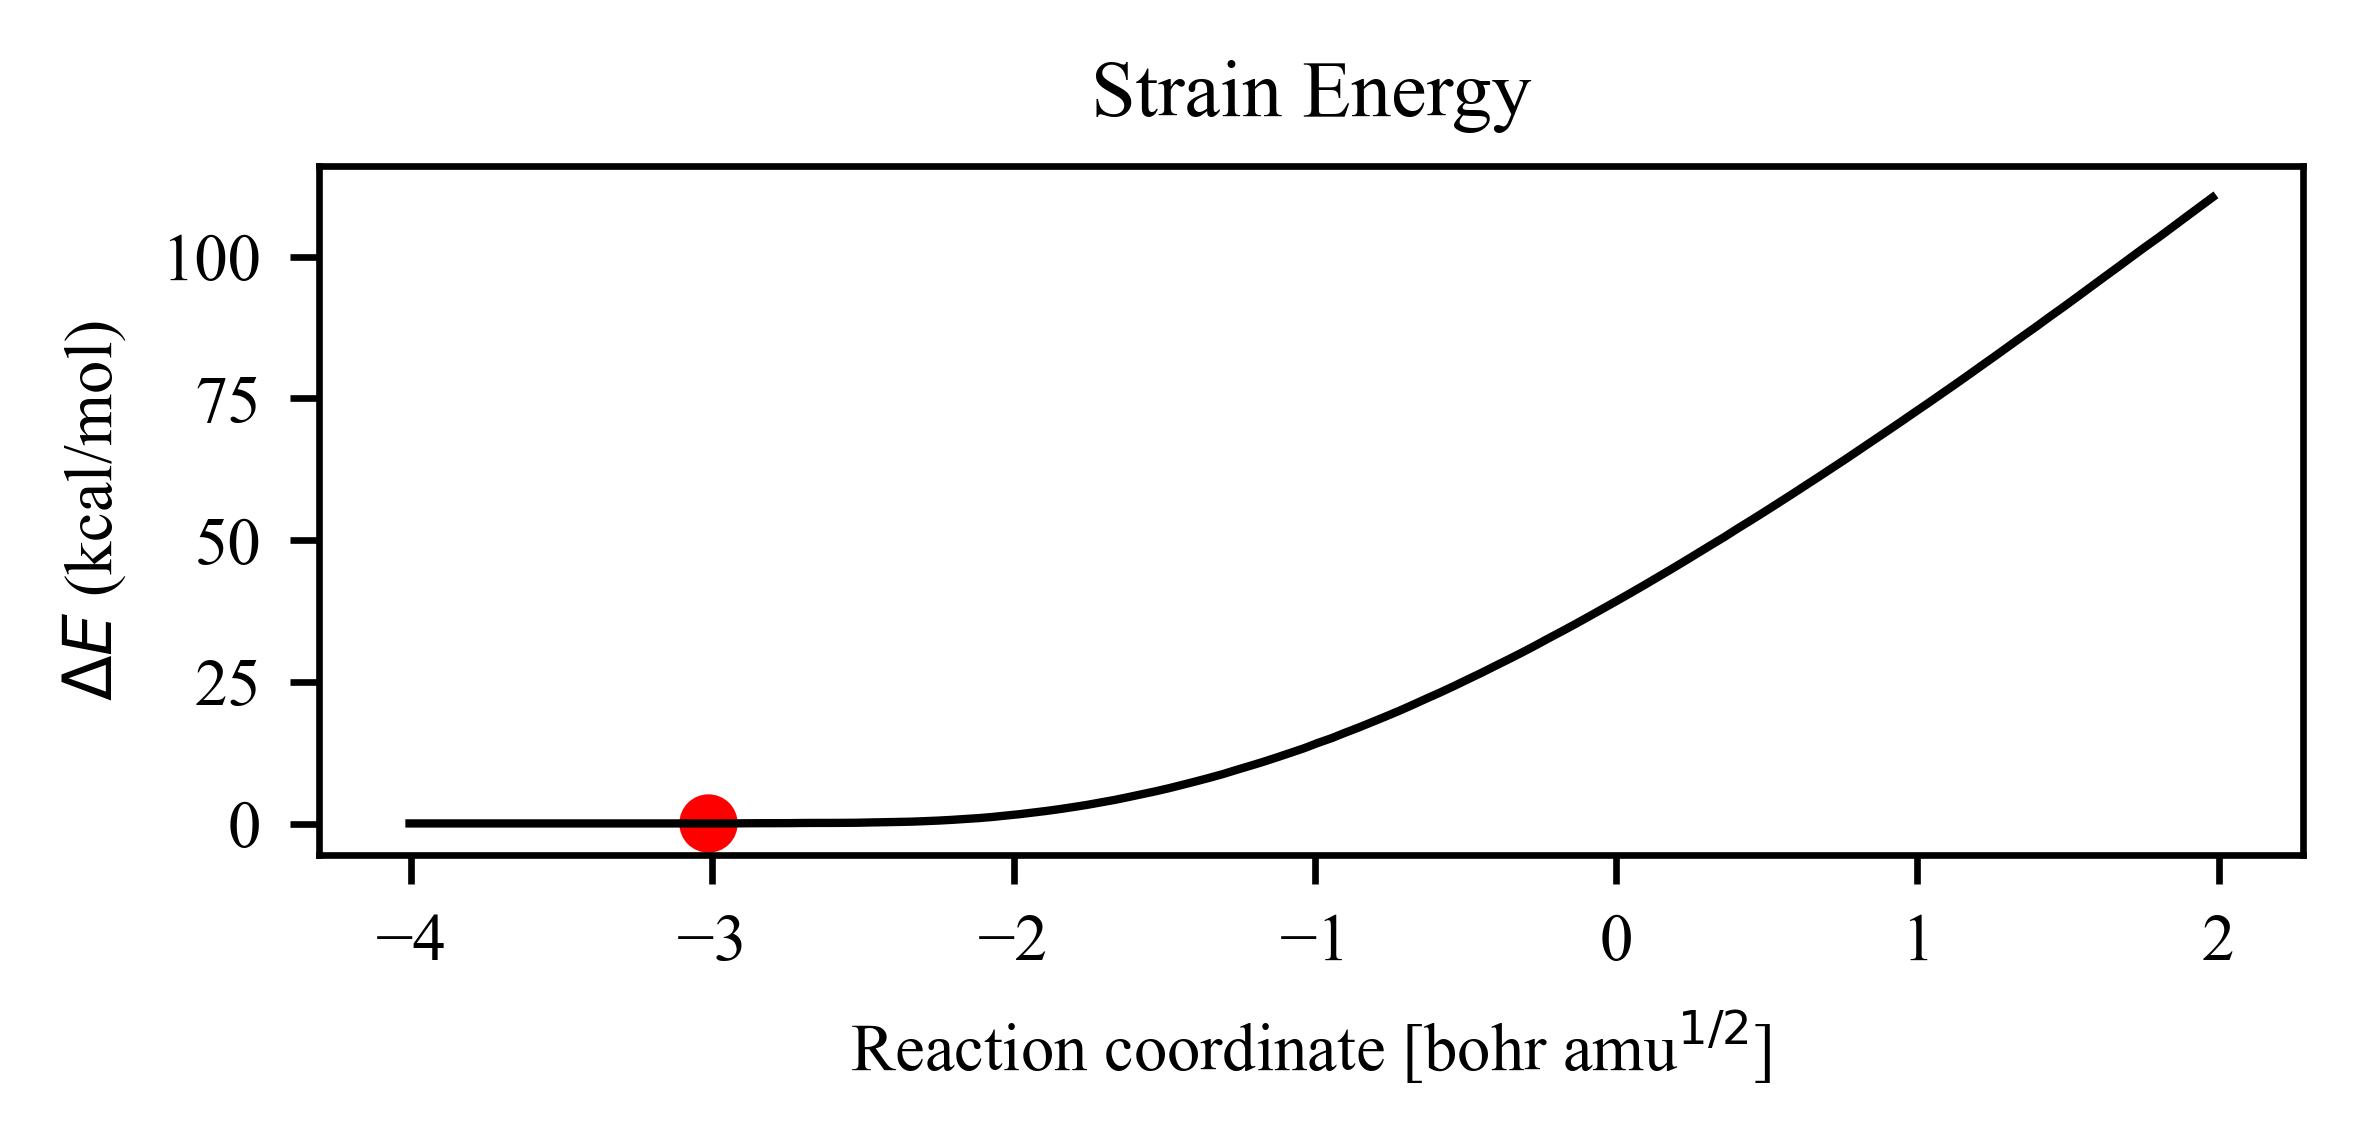 Strain Energy
ΔE (kcal/mol)
100
75
50
25
0
−4 −3 −2 −1 0 1 2
Reaction coordinate [bohr amu^{1/2}]